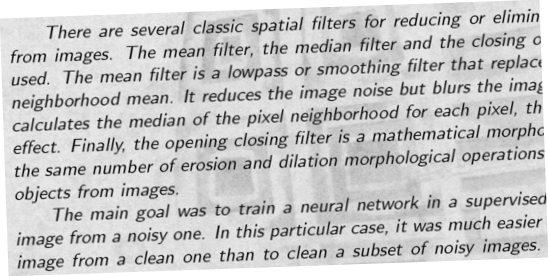 There are several classic spatial filters for reducing or elimin
from images. The mean filter, the median filter and the closing o
used. The mean filter is a lowpass or smoothing filter that replace
neighborhood mean. It reduces the image noise but blurs the imag
calculates the median of the pixel neighborhood for each pixel, th
effect. Finally, the opening closing filter is a mathematical morpho
the same number of erosion and dilation morphological operations
objects from images.
The main goal was to train a neural network in a supervised
image from a noisy one. In this particular case, it was much easier
image from a clean one than to clean a subset of noisy images.